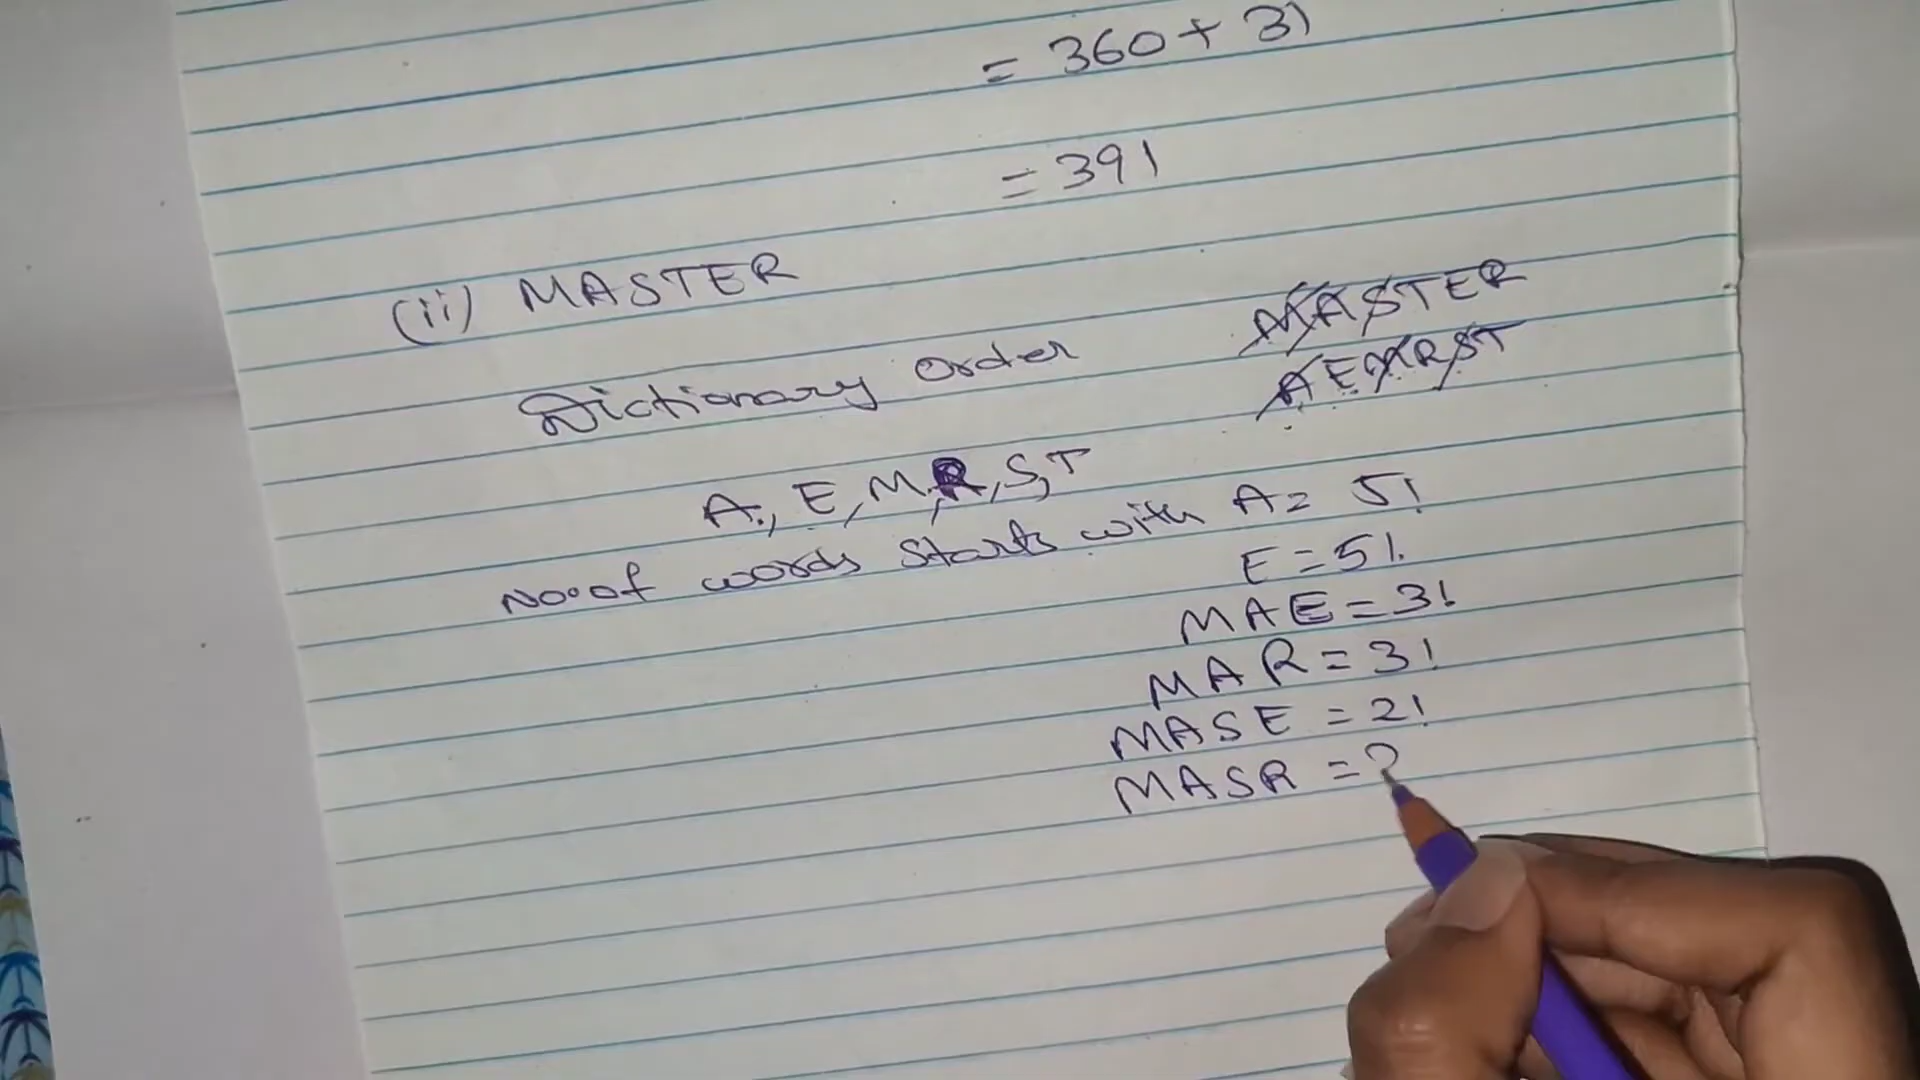 = 360 + 31
= 391
(ii) MASTER
MASTER
AEMRST
Dictionary Order
A, E, M, R, S, T
No. of words Starts with A = 5!
E = 5!
MAE = 3!
MAR = 3!
MASE = 2!
MASR = 2